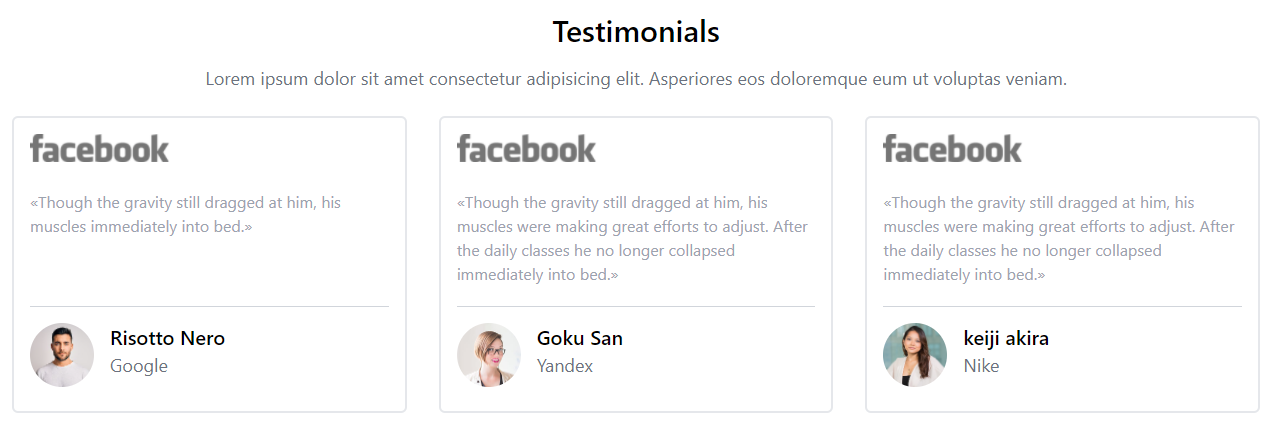 Testimonials
Lorem ipsum dolor sit amet consectetur adipisicing elit. Asperiores eos doloremque eum ut voluptas veniam.
facebook
«Though the gravity still dragged at him, his
muscles immediately into bed.»
Risotto Nero
Google
facebook
«Though the gravity still dragged at him, his
muscles were making great efforts to adjust. After
the daily classes he no longer collapsed
immediately into bed.»
Goku San
Yandex
facebook
«Though the gravity still dragged at him, his
muscles were making great efforts to adjust. After
the daily classes he no longer collapsed
immediately into bed.»
keiji akira
Nike